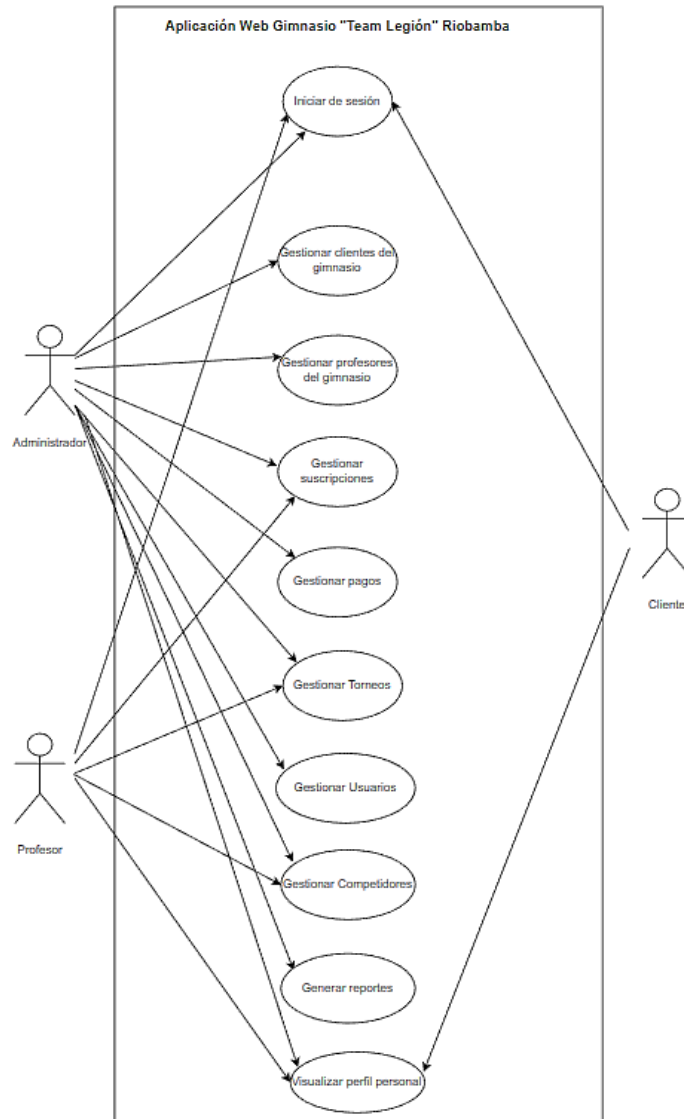 Aplicación Web Gimnasio "Team Legión" Riobamba
Iniciar de sesión
Gestionar clientes del
gimnasio
Gestionar profesores
del gimnasio
Administrador
Gestionar
suscripciones
Gestionar pagos
Cliente
Gestionar Torneos
Gestionar Usuarios
Profesor
Gestionar Competidores
Generar reportes
Visualizar perfil personal